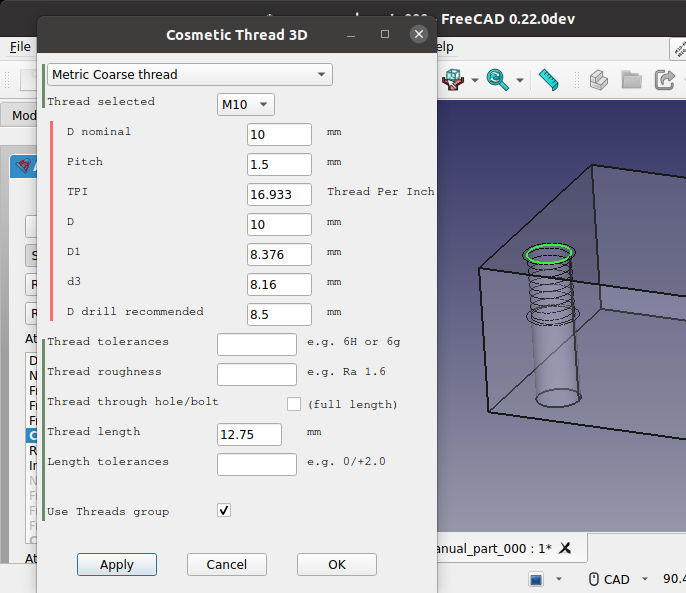 FreeCAD 0.22.0dev
Cosmetic Thread 3D
File
elp
Metric Coarse thread
Thread selected M10
Mod
D nominal 10 mm
Pitch 1.5 mm
TPI 16.933 Thread Per Inch
D 10 mm
D1 8.376 mm
d3 8.16 mm
D drill recommended 8.5 mm
Thread tolerances e.g. 6H or 6g
Thread roughness e.g. Ra 1.6
Thread through hole/bolt (full length)
Thread length 12.75 mm
Length tolerances e.g. 0/+2.0
Use Threads group
Apply Cancel OK
anual_part_000 : 1*
CAD 90.4